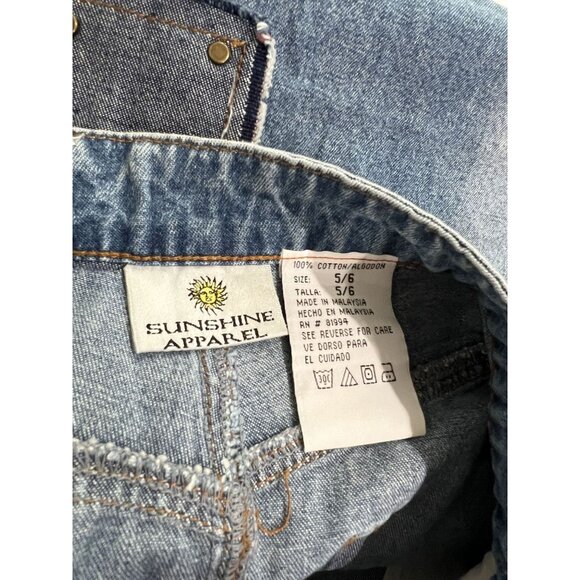 SUNSHINE
APPAREL
100% COTTON/ALGODON
SIZE: 5/6
TALLA: 5/6
MADE IN MALAYSIA
HECHO EN MALAYSIA
RN # 81994
SEE REVERSE FOR CARE
VE DORSO PARA
EL CUIDADO
30C